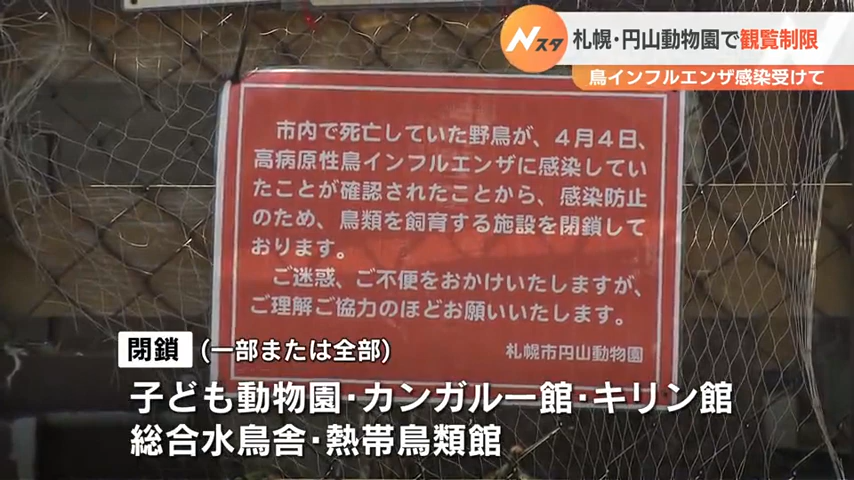 Nスタ
札幌・円山動物園で観覧制限
鳥インフルエンザ感染受けて
市内で死亡していた野鳥が、4月4日、
高病原性鳥インフルエンザに感染してい
たことが確認されたことから、感染防止
のため、鳥類を飼育する施設を閉鎖して
おります。
ご迷惑、ご不便をおかけいたしますが、
ご理解ご協力のほどお願いいたします。
札幌市円山動物園
閉鎖(一部または全部)
子ども動物園・カンガルー館・キリン館
総合水鳥舎・熱帯鳥類館